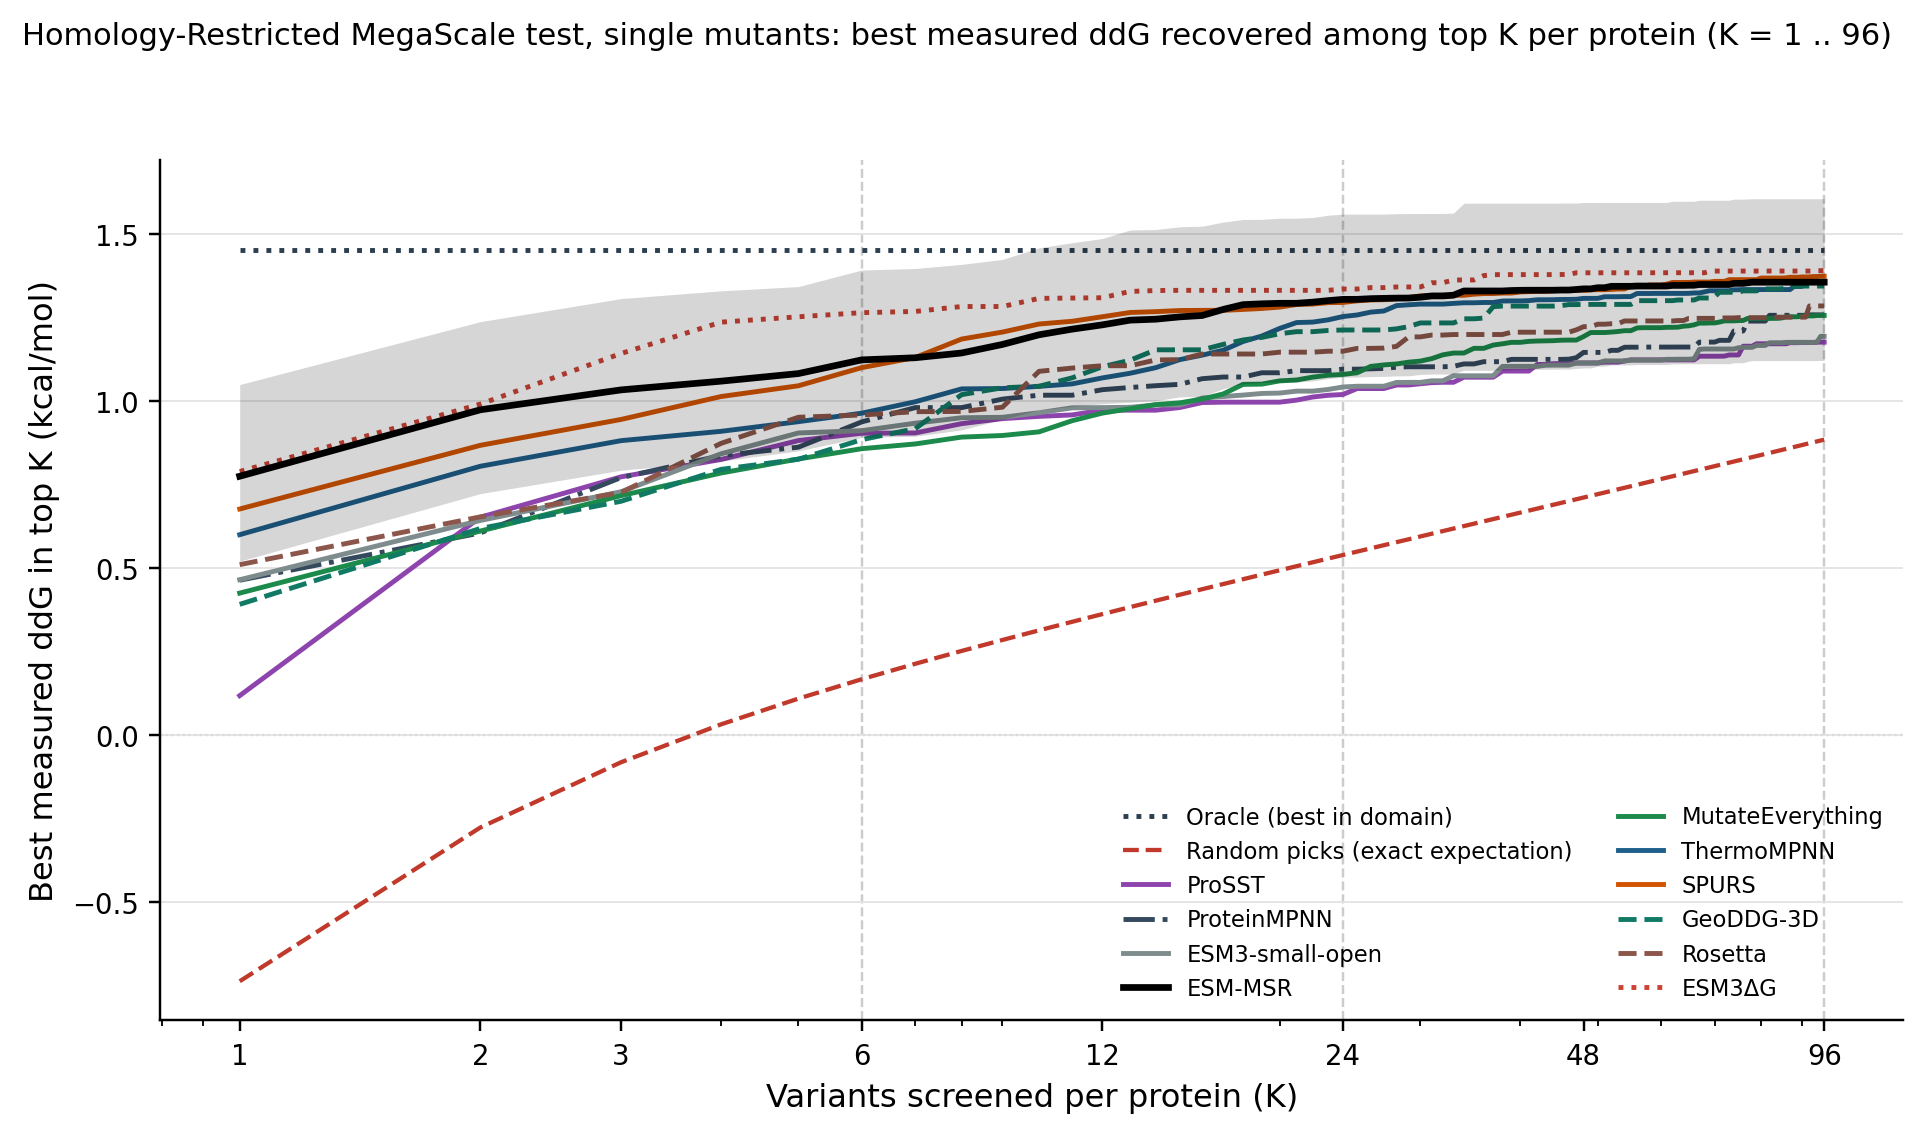 Homology-Restricted MegaScale test, single mutants: best measured ddG recovered among top K per protein (K = 1 .. 96)
Best measured ddG in top K (kcal/mol)
1.5
1.0
0.5
0.0
−0.5
Oracle (best in domain)
Random picks (exact expectation)
ProSST
ProteinMPNN
ESM3-small-open
ESM-MSR
MutateEverything
ThermoMPNN
SPURS
GeoDDG-3D
Rosetta
ESM3ΔG
1 2 3 6 12 24 48 96
Variants screened per protein (K)